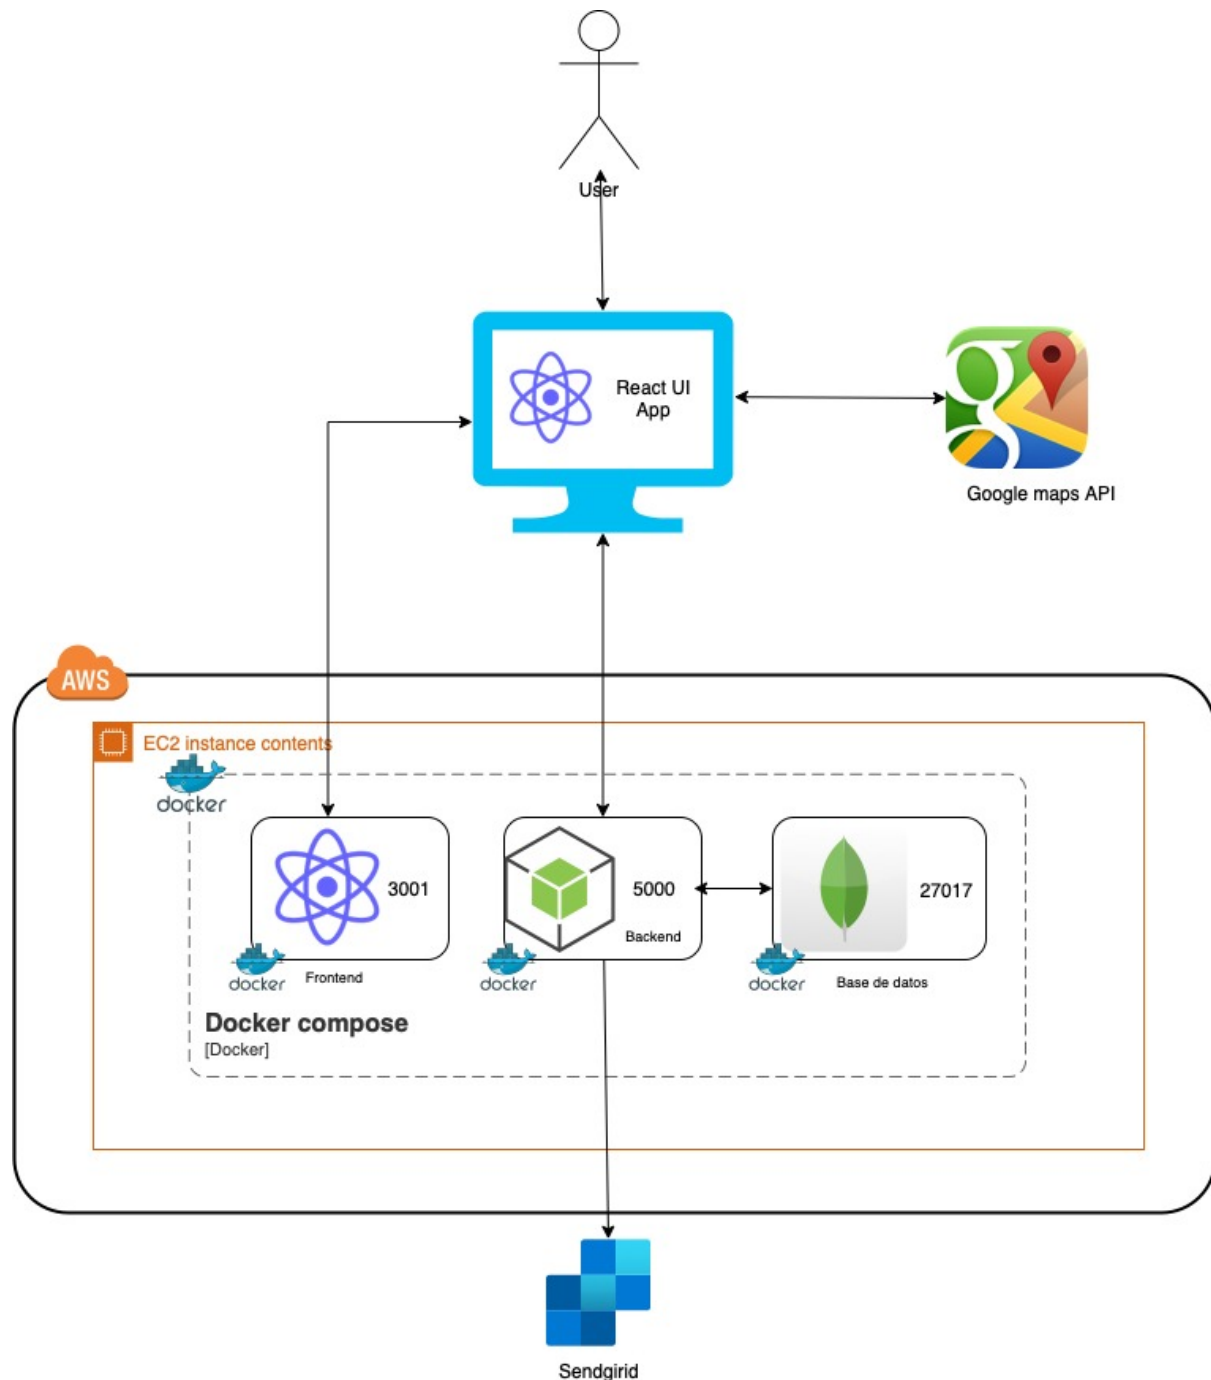 User
React UI
App
Google maps API
AWS
EC2 instance contents
docker
3001
5000
27017
Backend
docker
Frontend
docker
docker
Base de datos
Docker compose
[Docker]
Sendgirid